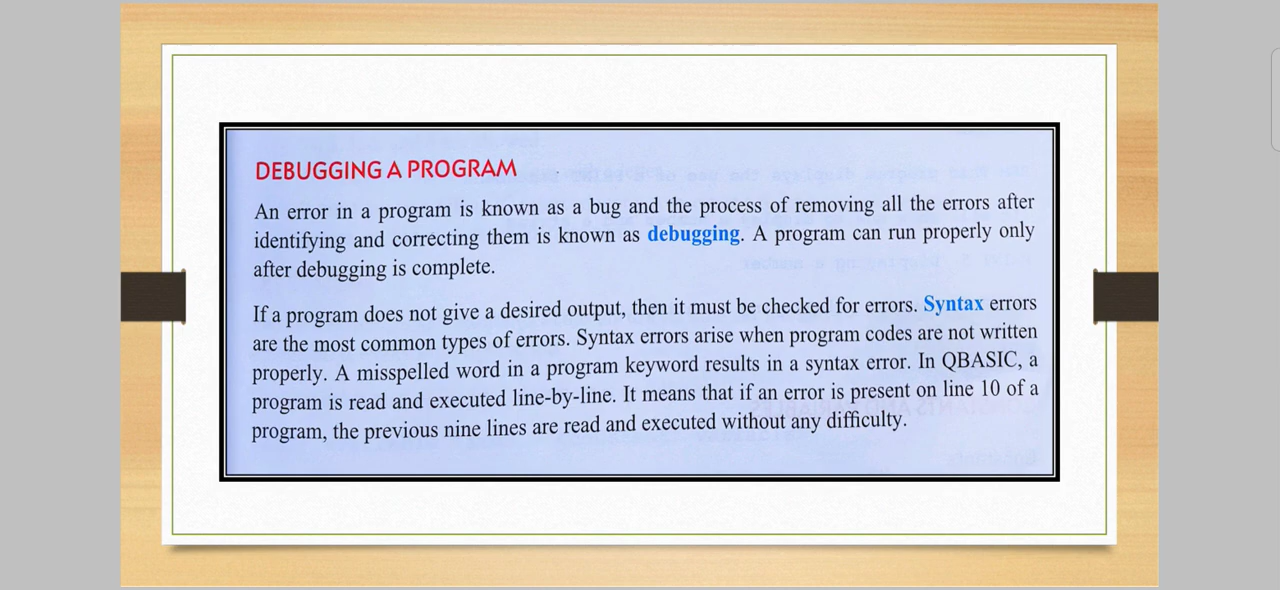 DEBUGGING A PROGRAM
An error in a program is known as a bug and the process of removing all the errors after
identifying and correcting them is known as debugging. A program can run properly only
after debugging is complete.
If a program does not give a desired output, then it must be checked for errors. Syntax errors
are the most common types of errors. Syntax errors arise when program codes are not written
properly. A misspelled word in a program keyword results in a syntax error. In QBASIC, a
program is read and executed line-by-line. It means that if an error is present on line 10 of a
program, the previous nine lines are read and executed without any difficulty.